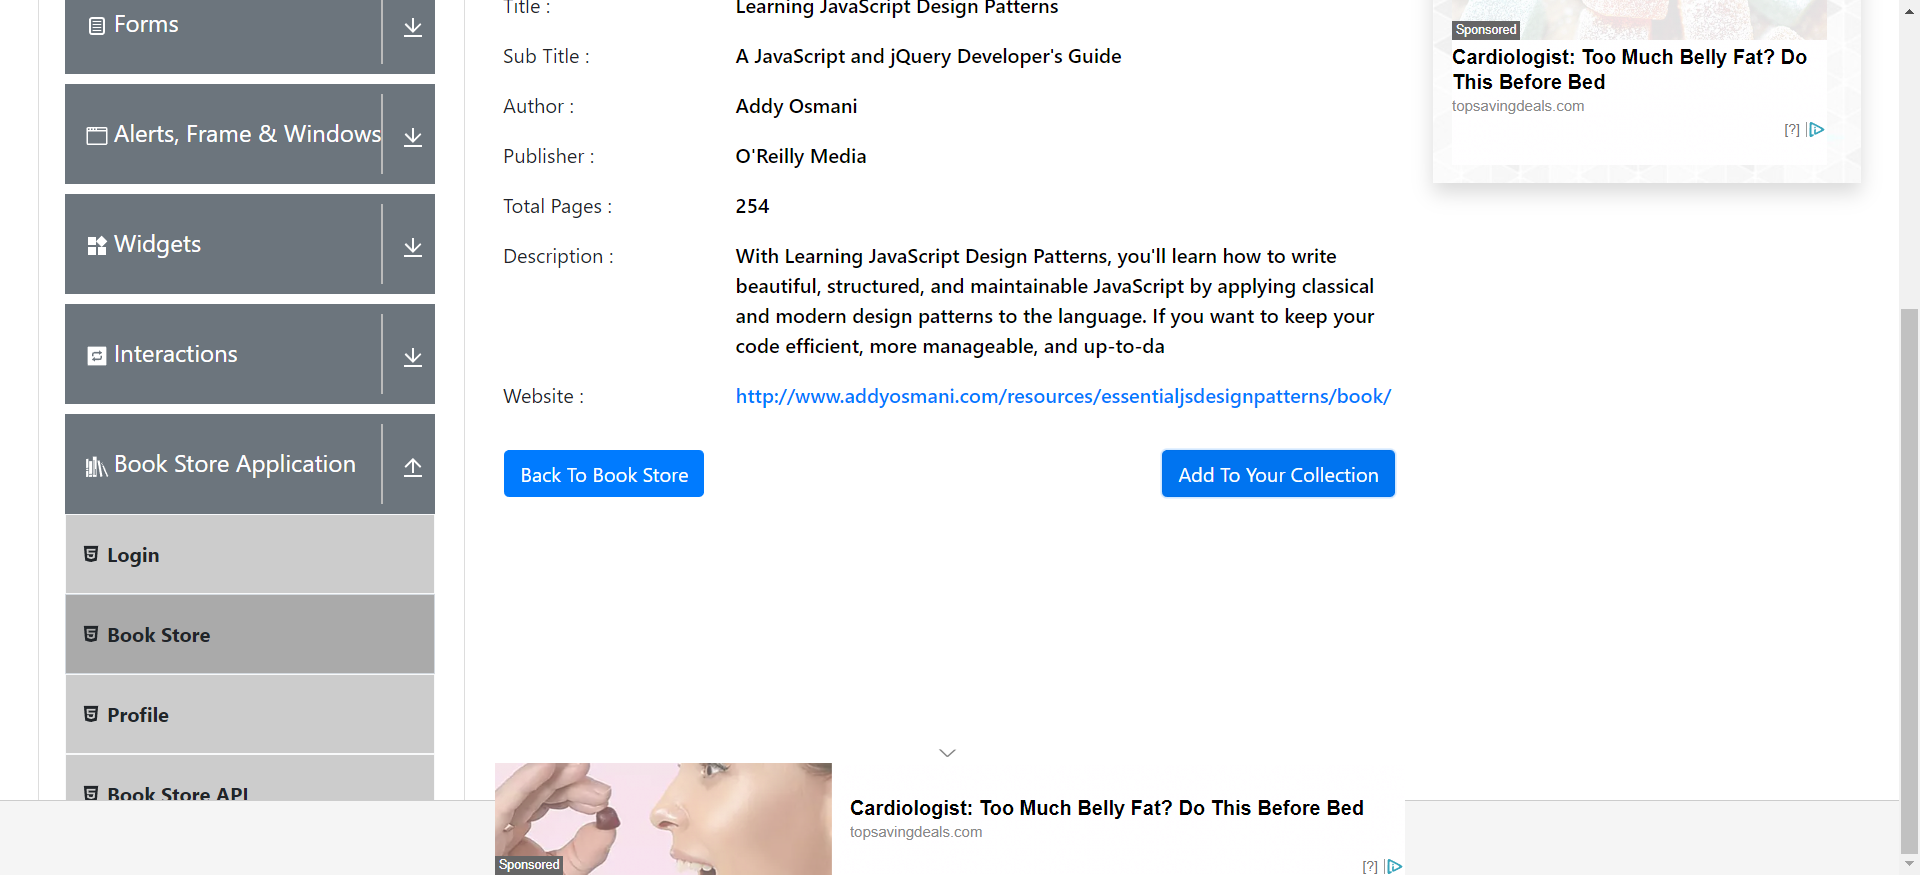 Forms
Alerts, Frame & Windows
Widgets
Interactions
Book Store Application
Login
Book Store
Profile
Book Store API
Title :
Learning JavaScript Design Patterns
Sub Title :
A JavaScript and jQuery Developer's Guide
Author :
Addy Osmani
Publisher :
O'Reilly Media
Total Pages :
254
Description :
With Learning JavaScript Design Patterns, you'll learn how to write
beautiful, structured, and maintainable JavaScript by applying classical
and modern design patterns to the language. If you want to keep your
code efficient, more manageable, and up-to-da
Website :
http://www.addyosmani.com/resources/essentialjsdesignpatterns/book/
Back To Book Store
Add To Your Collection
Sponsored
Cardiologist: Too Much Belly Fat? Do
This Before Bed
topsavingdeals.com
[?]
Sponsored
Cardiologist: Too Much Belly Fat? Do This Before Bed
topsavingdeals.com
[?]